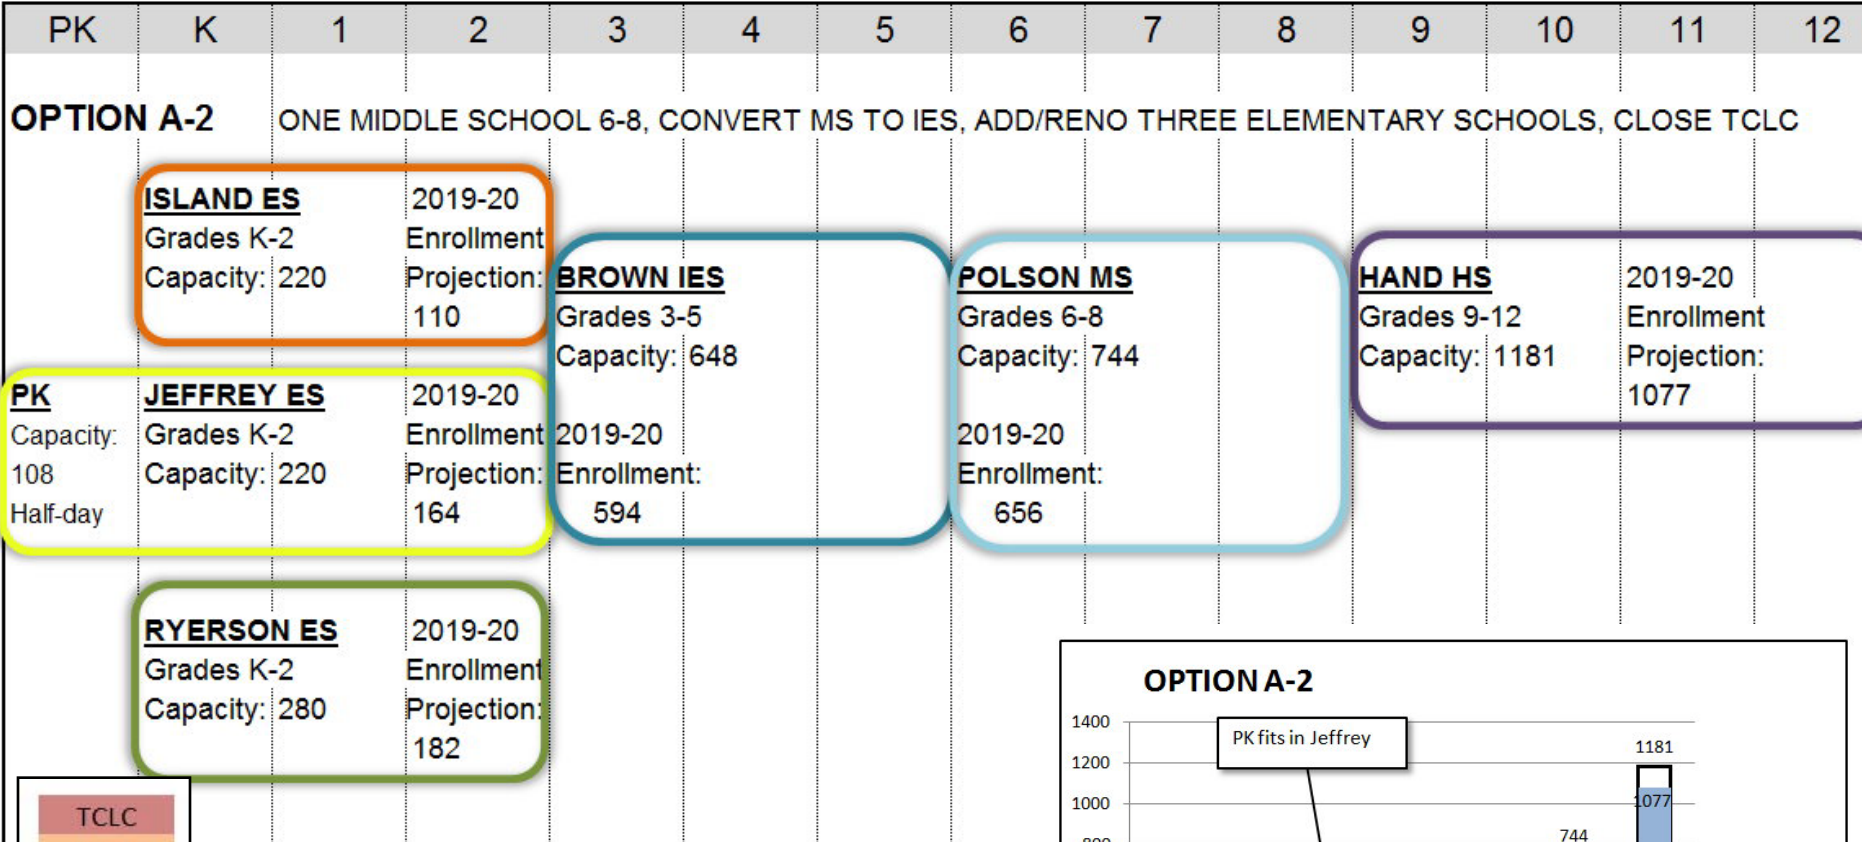 PK K 1 2 3 4 5 6 7 8 9 10 11 12
OPTION A-2 ONE MIDDLE SCHOOL 6-8, CONVERT MS TO IES, ADD/RENO THREE ELEMENTARY SCHOOLS, CLOSE TCLC
ISLAND ES 2019-20
Grades K-2 Enrollment
Capacity: 220 Projection:
110
PK JEFFREY ES 2019-20
Capacity: Grades K-2 Enrollment
108 Capacity: 220 Projection:
Half-day 164
RYERSON ES 2019-20
Grades K-2 Enrollment
Capacity: 280 Projection:
182
BROWN IES
Grades 3-5
Capacity: 648
2019-20
Enrollment:
594
POLSON MS
Grades 6-8
Capacity: 744
2019-20
Enrollment:
656
HAND HS 2019-20
Grades 9-12 Enrollment
Capacity: 1181 Projection:
1077
TCLC
OPTION A-2
1400
PK fits in Jeffrey
1181
1200
1000
1077
744
800